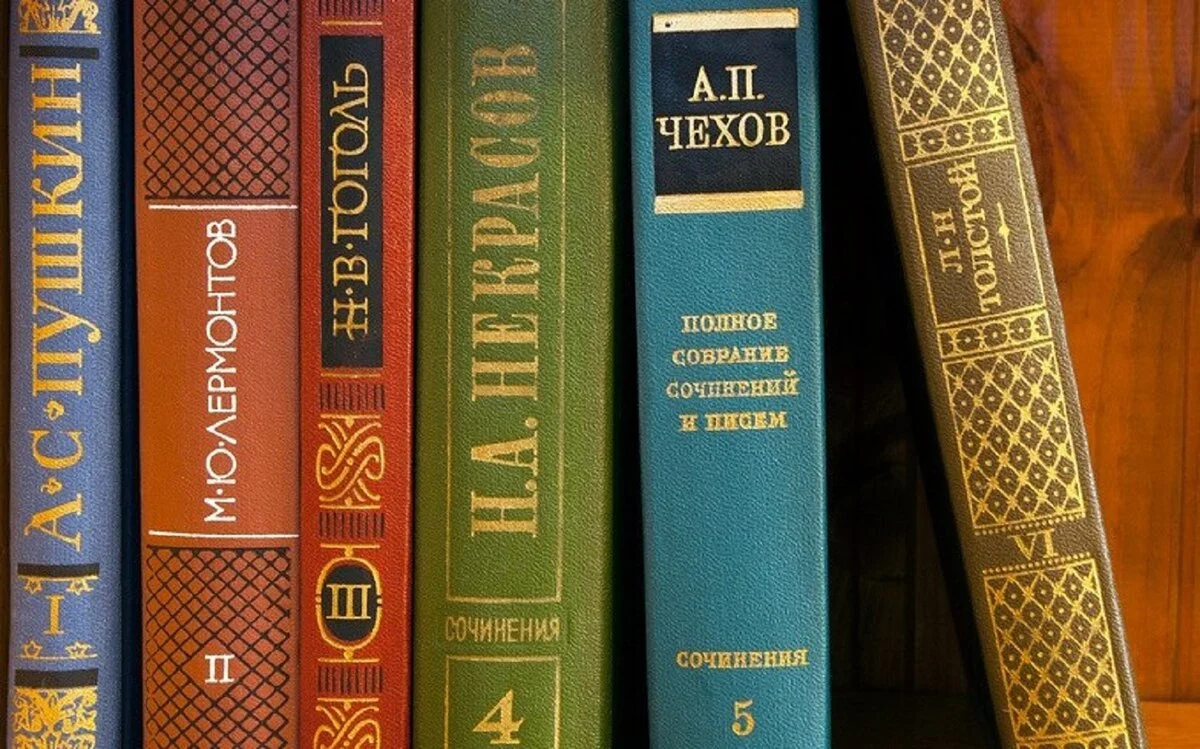 А·С·ПУШКИН
I
М·Ю·ЛЕРМОНТОВ
II
Н·В·ГОГОЛЬ
III
Н.А. НЕКРАСОВ
СОЧИНЕНИЯ
4
А.П.
ЧЕХОВ
ПОЛНОЕ
СОБРАНИЕ
СОЧИНЕНИЙ
И ПИСЕМ
СОЧИНЕНИЯ
5
Л·Н
ТОЛСТОЙ
VI